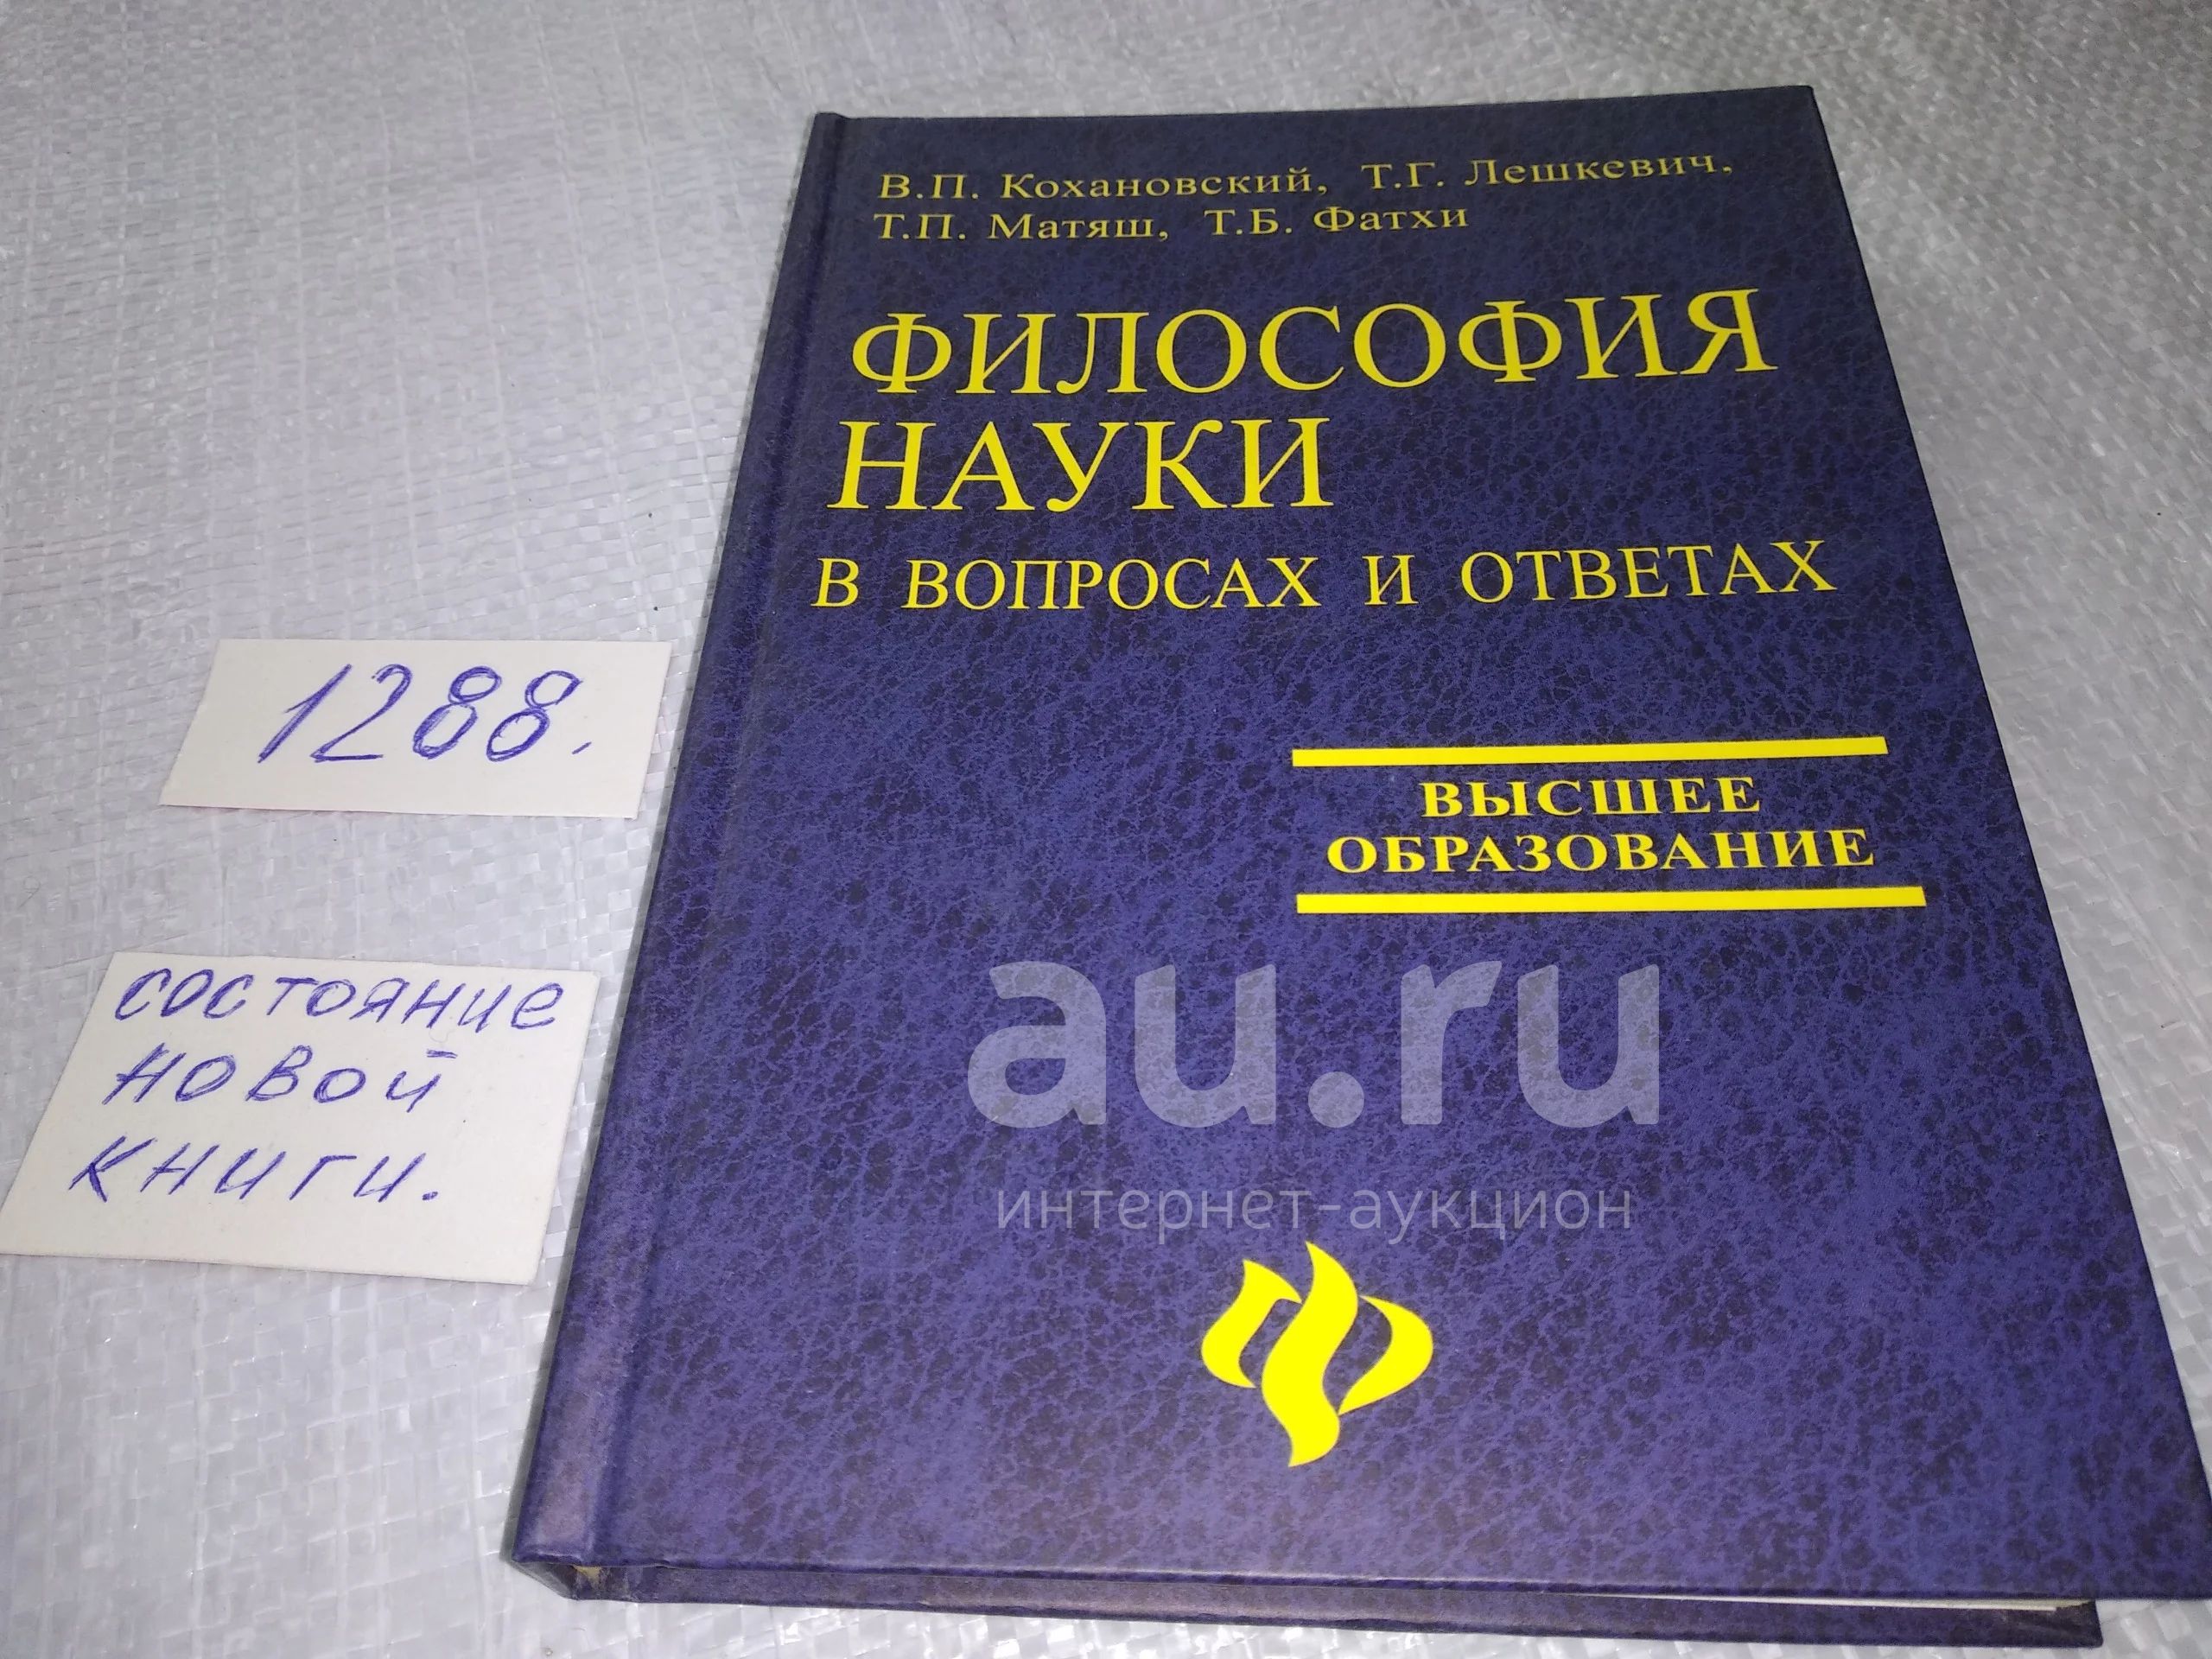 В.П. Кохановский, Т.Г. Лешкевич,
Т.П. Матяш, Т.Б. Фатхи
ФИЛОСОФИЯ
НАУКИ
В ВОПРОСАХ И ОТВЕТАХ
ВЫСШЕЕ
ОБРАЗОВАНИЕ
1288.
состояние
новой
книги.
au.ru
интернет-аукцион